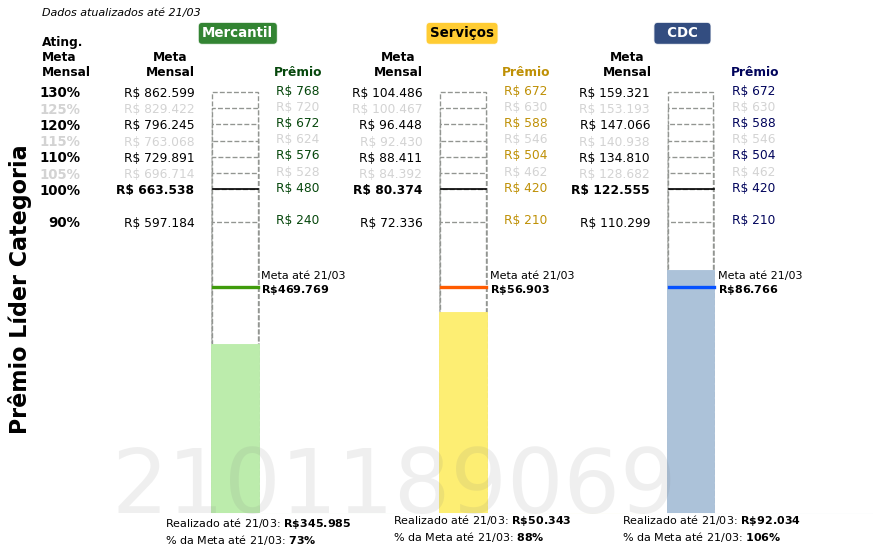 Dados atualizados até 21/03
Mercantil
Serviços
CDC
Ating.
Meta
Mensal
Meta
Mensal
Prêmio
Meta
Mensal
Prêmio
Meta
Mensal
Prêmio
130% R$ 862.599 R$ 768 R$ 104.486 R$ 672 R$ 159.321 R$ 672
125% R$ 829.422 R$ 720 R$ 100.467 R$ 630 R$ 153.193 R$ 630
120% R$ 796.245 R$ 672 R$ 96.448 R$ 588 R$ 147.066 R$ 588
115% R$ 763.068 R$ 624 R$ 92.430 R$ 546 R$ 140.938 R$ 546
110% R$ 729.891 R$ 576 R$ 88.411 R$ 504 R$ 134.810 R$ 504
105% R$ 696.714 R$ 528 R$ 84.392 R$ 462 R$ 128.682 R$ 462
100% R$ 663.538 R$ 480 R$ 80.374 R$ 420 R$ 122.555 R$ 420
90% R$ 597.184 R$ 240 R$ 72.336 R$ 210 R$ 110.299 R$ 210
Meta até 21/03
R$469.769
Meta até 21/03
R$56.903
Meta até 21/03
R$86.766
Prêmio Líder Categoria
2101189069
Realizado até 21/03: R$345.985
% da Meta até 21/03: 73%
Realizado até 21/03: R$50.343
% da Meta até 21/03: 88%
Realizado até 21/03: R$92.034
% da Meta até 21/03: 106%